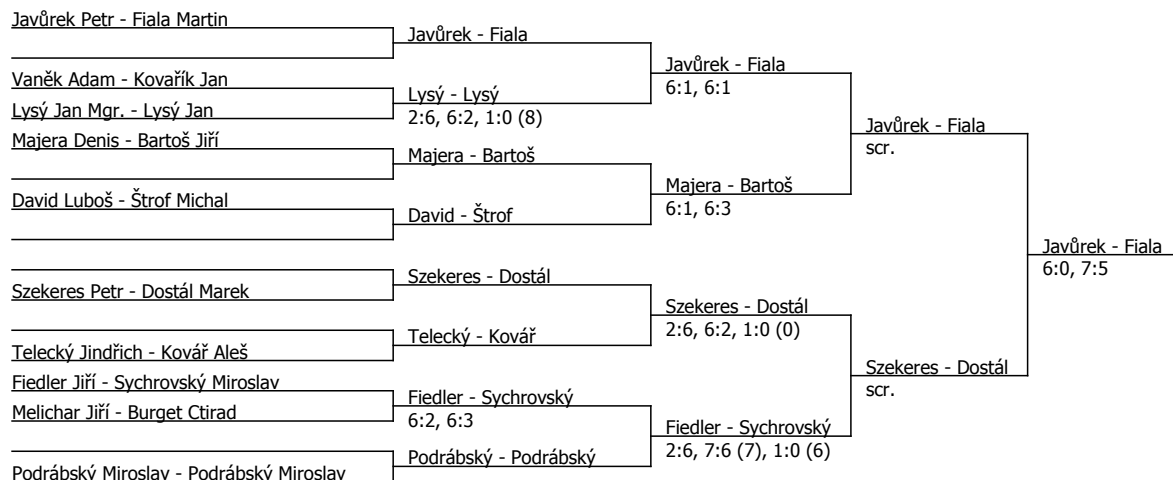 Javůrek Petr - Fiala Martin
Vaněk Adam - Kovařík Jan
Lysý Jan Mgr. - Lysý Jan
Majera Denis - Bartoš Jiří
David Luboš - Štrof Michal
Szekeres Petr - Dostál Marek
Telecký Jindřich - Kovář Aleš
Fiedler Jiří - Sychrovský Miroslav
Melichar Jiří - Burget Ctirad
Podrábský Miroslav - Podrábský Miroslav
Javůrek - Fiala
Lysý - Lysý
2:6, 6:2, 1:0 (8)
Majera - Bartoš
David - Štrof
Szekeres - Dostál
Telecký - Kovář
Fiedler - Sychrovský
6:2, 6:3
Podrábský - Podrábský
Javůrek - Fiala
6:1, 6:1
Majera - Bartoš
6:1, 6:3
Szekeres - Dostál
2:6, 6:2, 1:0 (0)
Fiedler - Sychrovský
2:6, 7:6 (7), 1:0 (6)
Javůrek - Fiala
scr.
Szekeres - Dostál
scr.
Javůrek - Fiala
6:0, 7:5